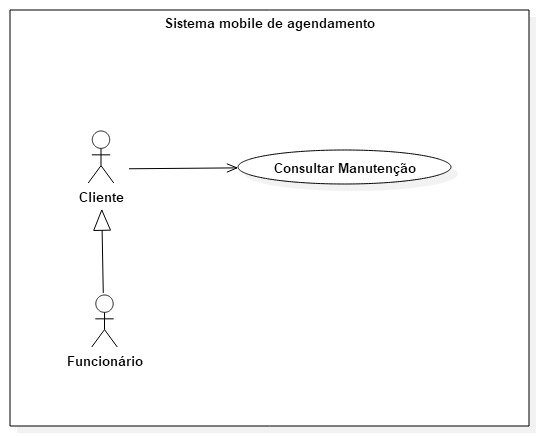 Sistema mobile de agendamento
Consultar Manutenção
Cliente
Funcionário